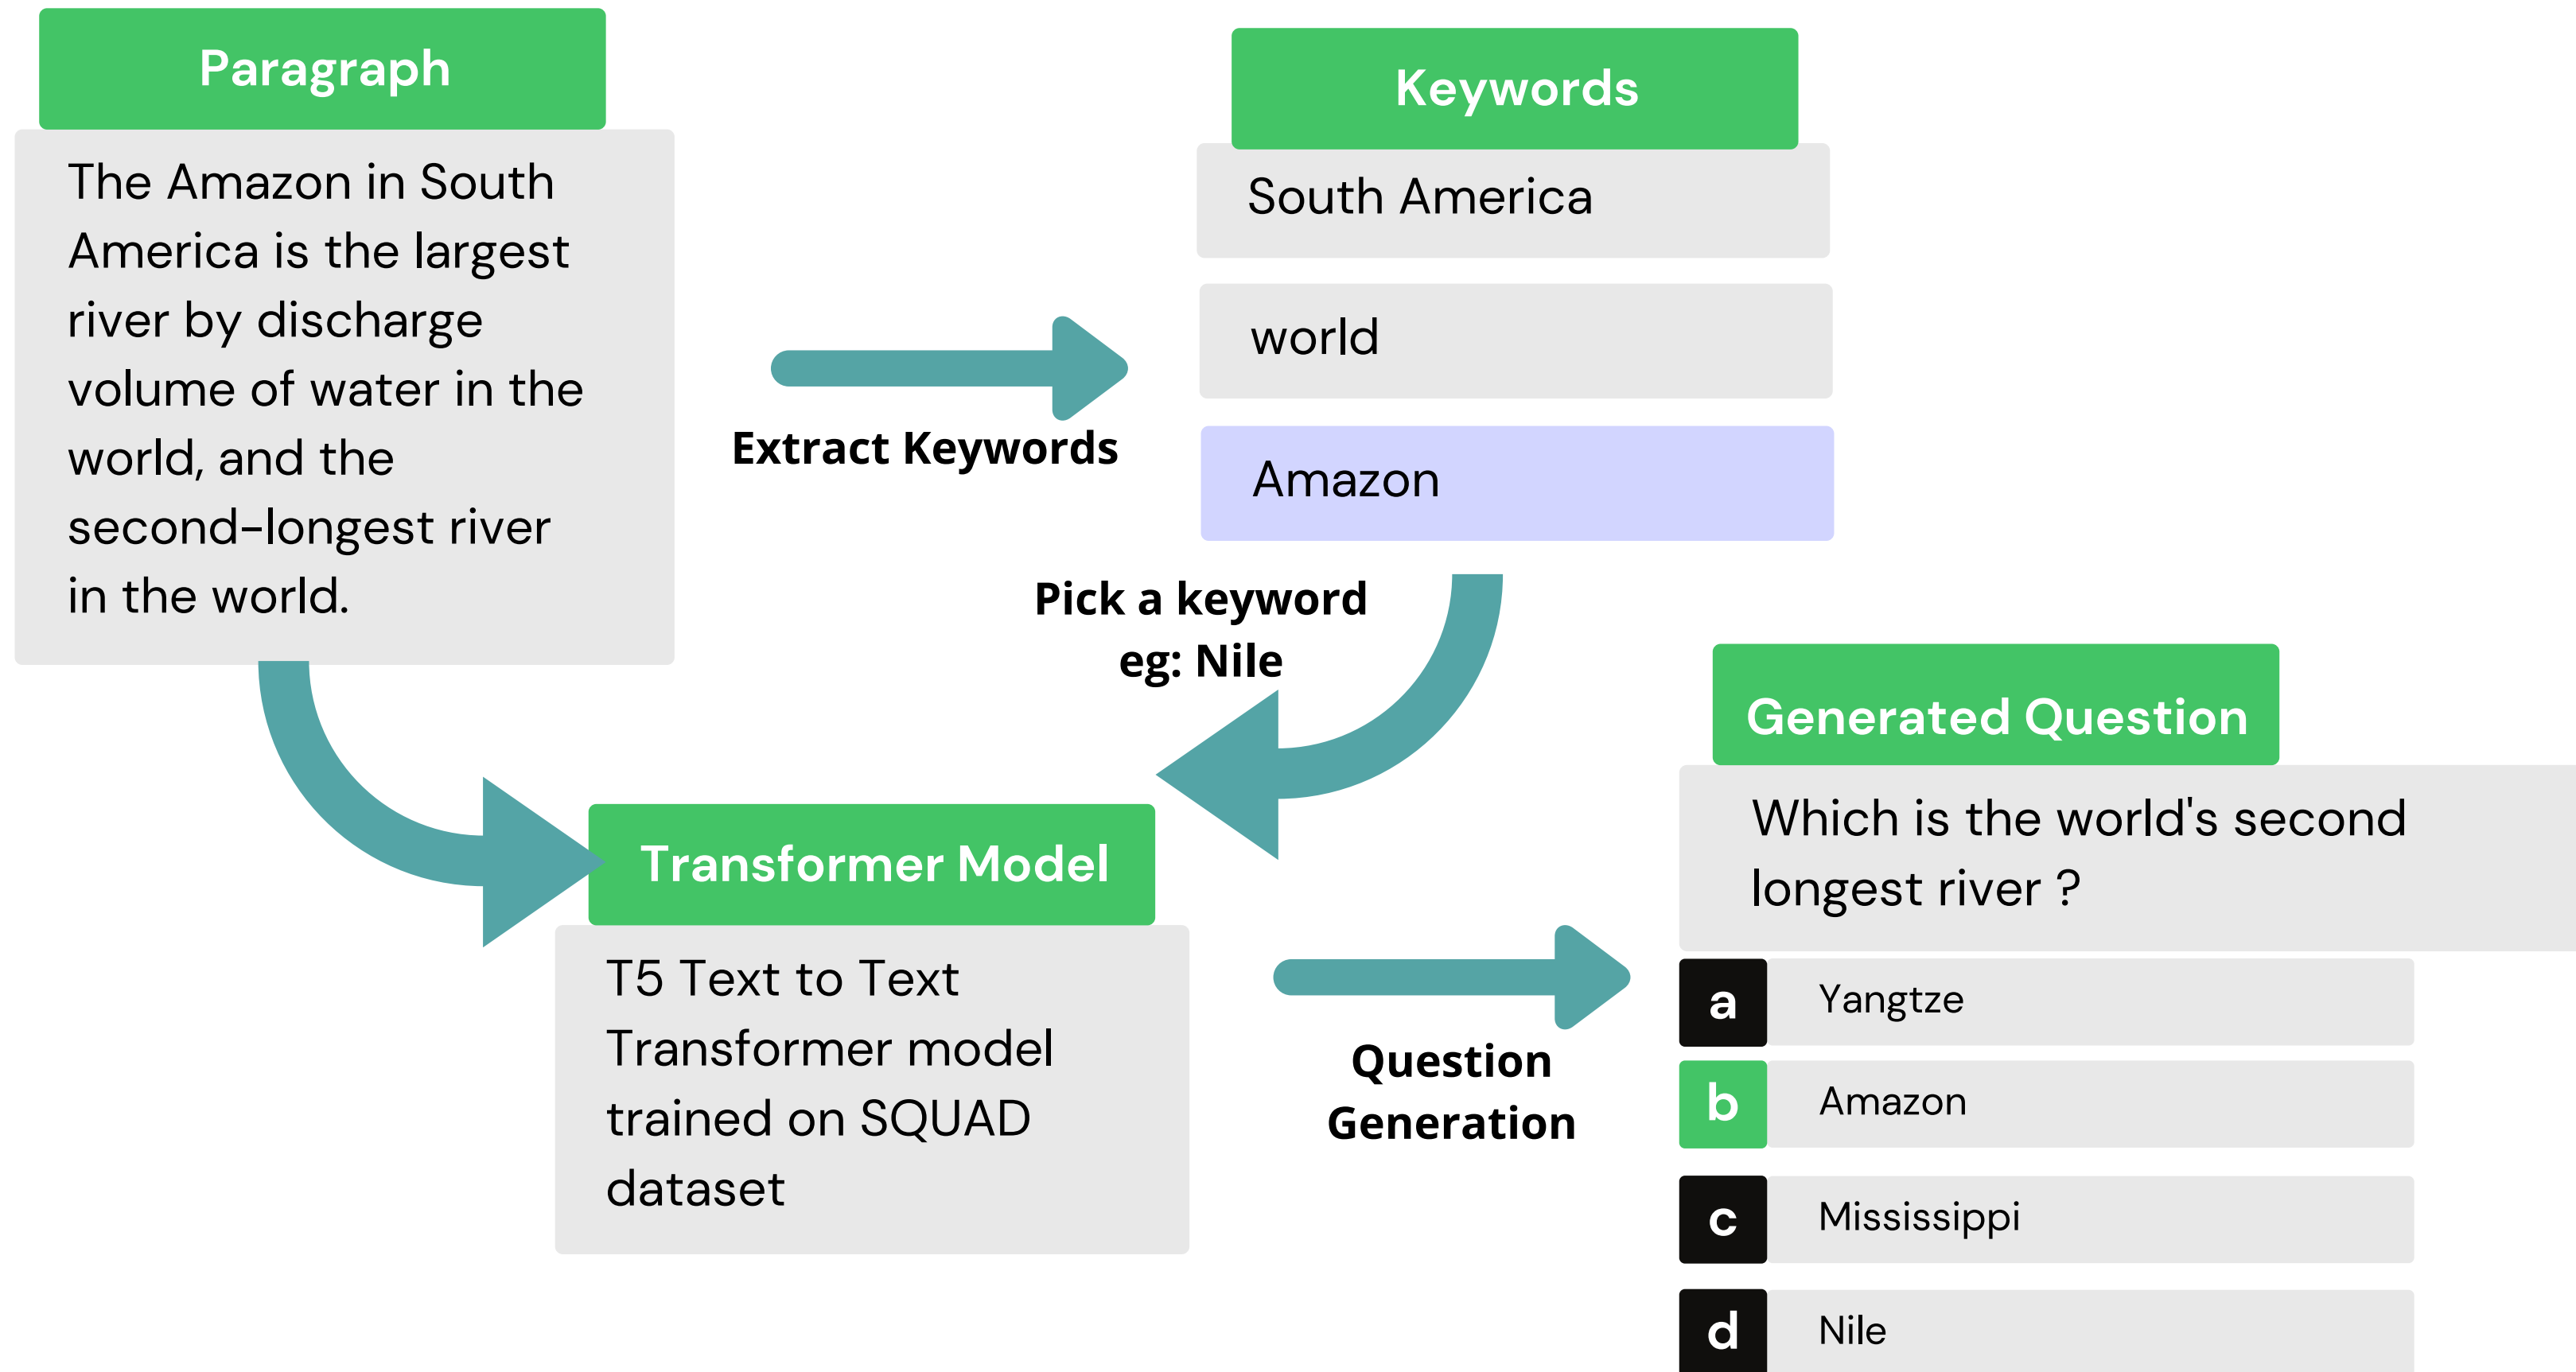 Paragraph
The Amazon in South
America is the largest
river by discharge
volume of water in the
world, and the
second-longest river
in the world.
Extract Keywords
Keywords
South America
world
Amazon
Pick a keyword
eg: Nile
Transformer Model
T5 Text to Text
Transformer model
trained on SQUAD
dataset
Question
Generation
Generated Question
Which is the world's second
longest river ?
a Yangtze
b Amazon
c Mississippi
d Nile